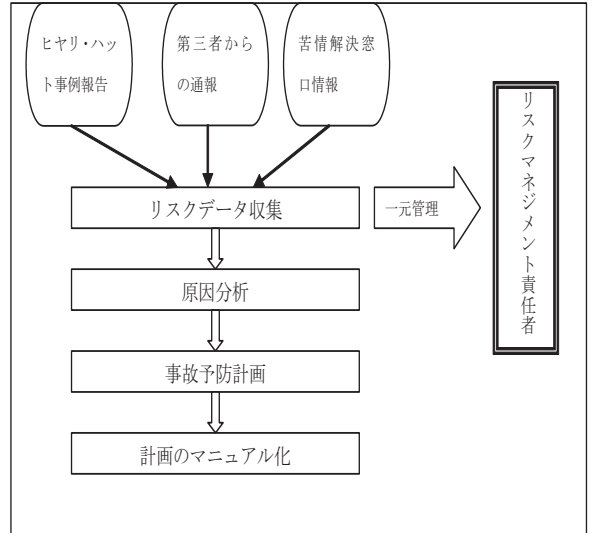 ヒヤリ・ハッ
ト事例報告
第三者から
の通報
苦情解決窓
口情報
リスクデータ収集
一元管理
リスクマネジメント責任者
原因分析
事故予防計画
計画のマニュアル化